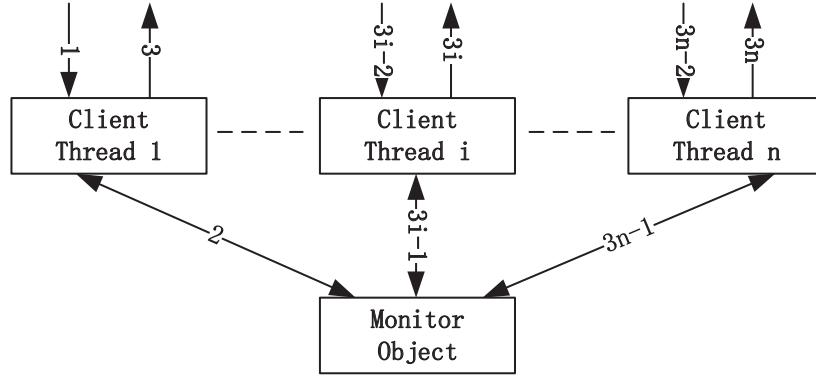 1
3
3i-2
3i
3n-2
3n
Client
Thread 1
Client
Thread i
Client
Thread n
2
3i-1
3n-1
Monitor
Object